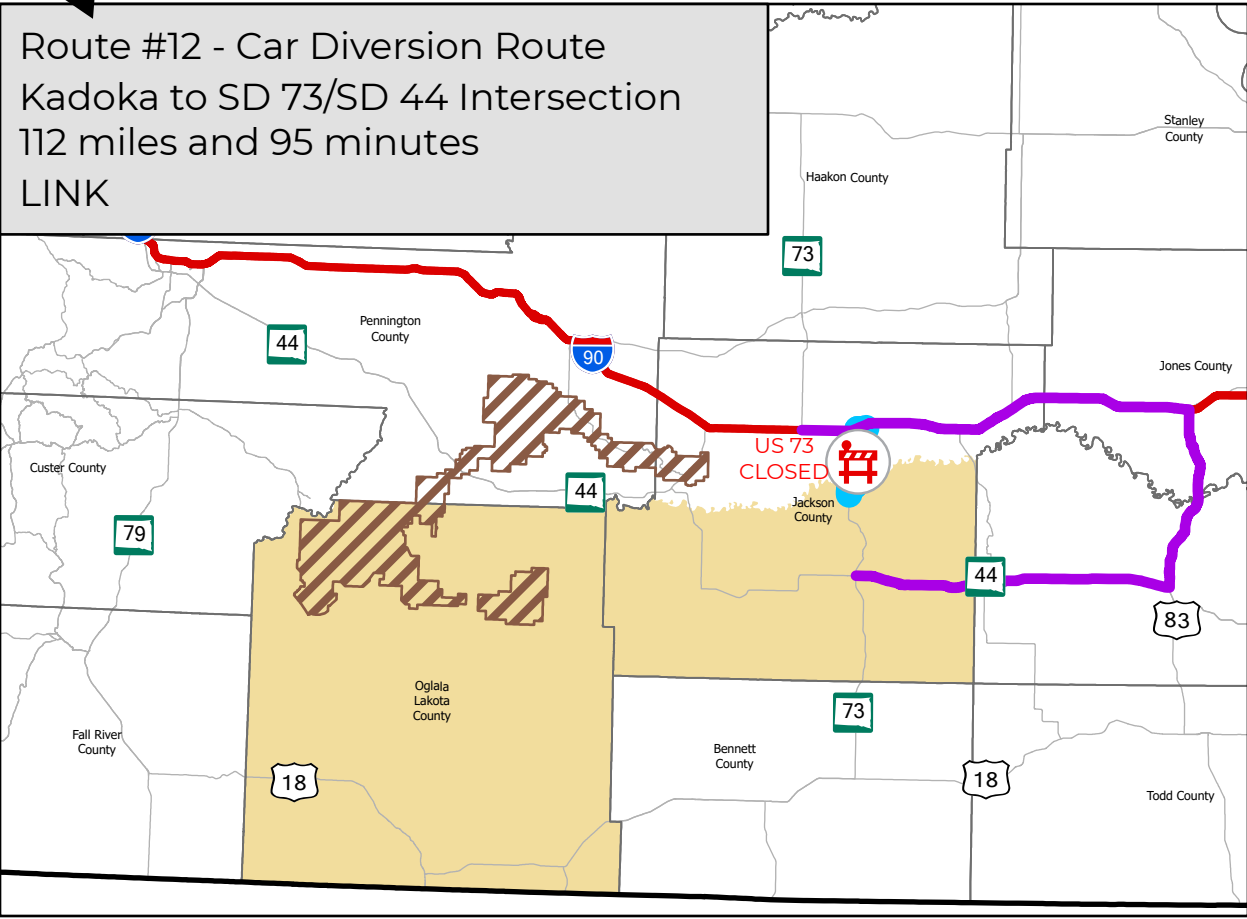 Route #12 - Car Diversion Route
Kadoka to SD 73/SD 44 Intersection
112 miles and 95 minutes
LINK
Stanley
County
Haakon County
73
44
Pennington
County
90
Jones County
US 73
CLOSED
Custer County
44
Jackson
County
79
44
83
Oglala
Lakota
County
73
Fall River
County
Bennett
County
18
18
Todd County